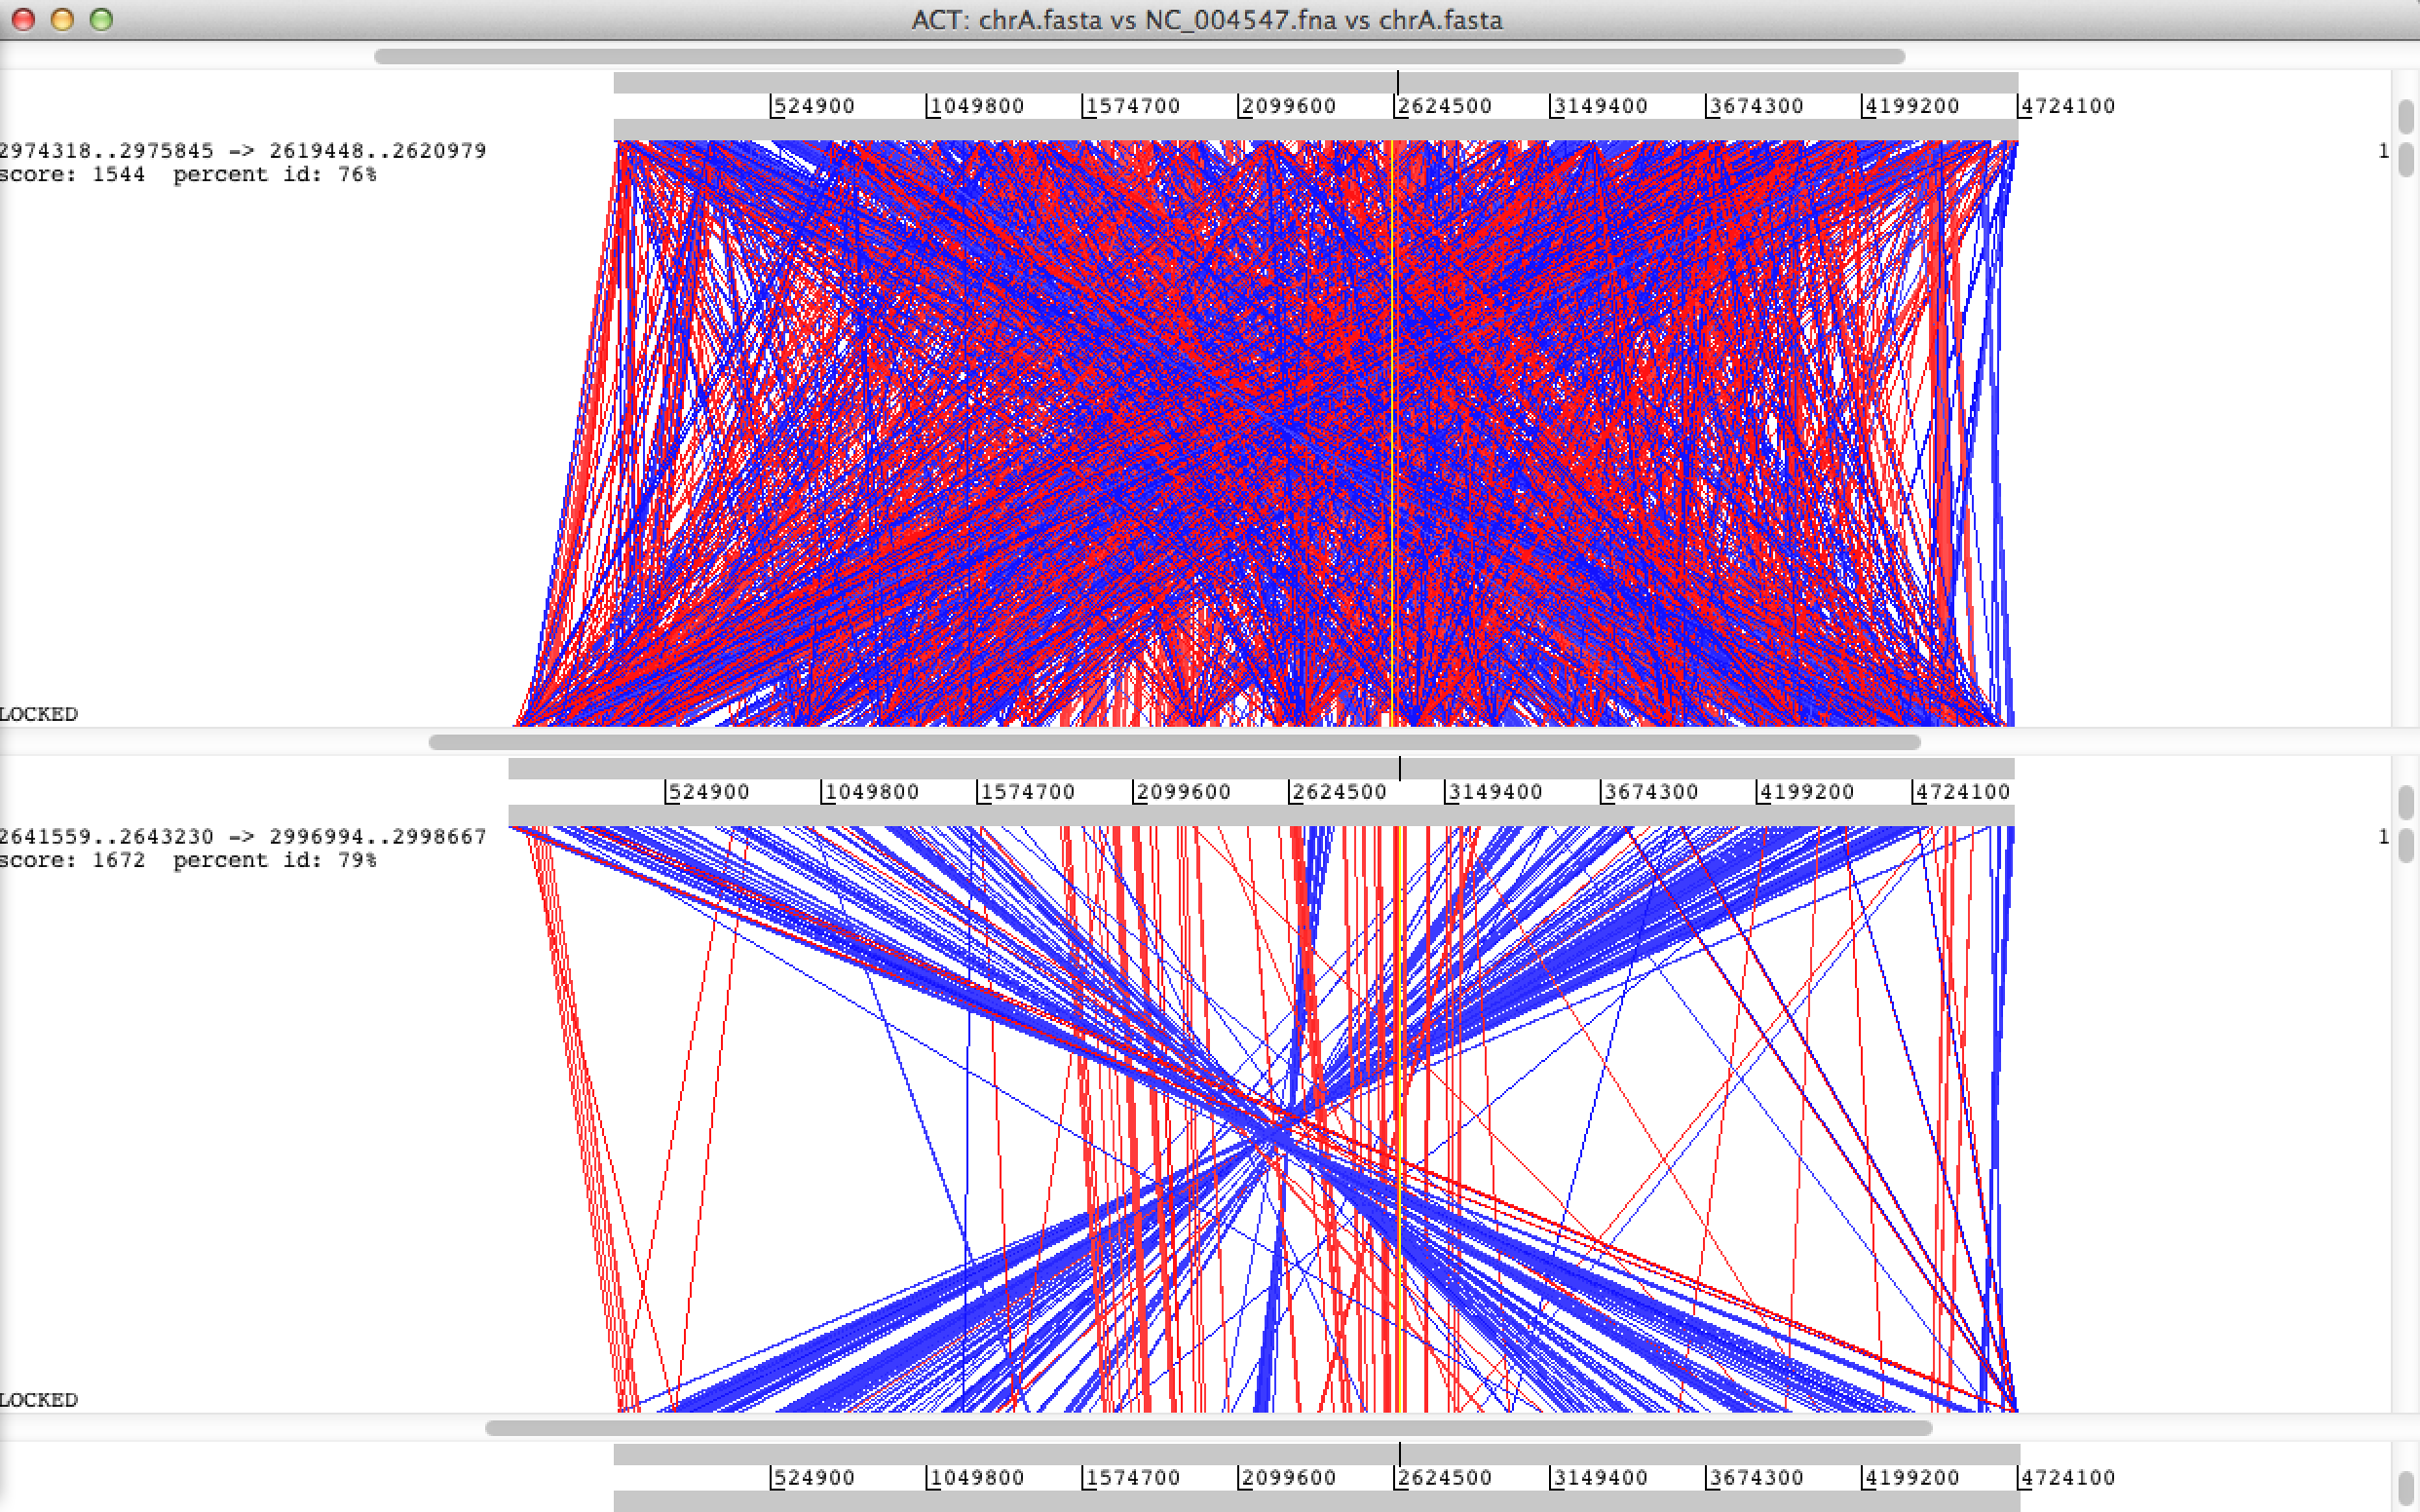 ACT: chrA.fasta vs NC_004547.fna vs chrA.fasta
524900 1049800 1574700 2099600 2624500 3149400 3674300 4199200 4724100
2974318..2975845 -> 2619448..2620979 1
score: 1544 percent id: 76%
LOCKED
524900 1049800 1574700 2099600 2624500 3149400 3674300 4199200 4724100
2641559..2643230 -> 2996994..2998667 1
score: 1672 percent id: 79%
LOCKED
524900 1049800 1574700 2099600 2624500 3149400 3674300 4199200 4724100